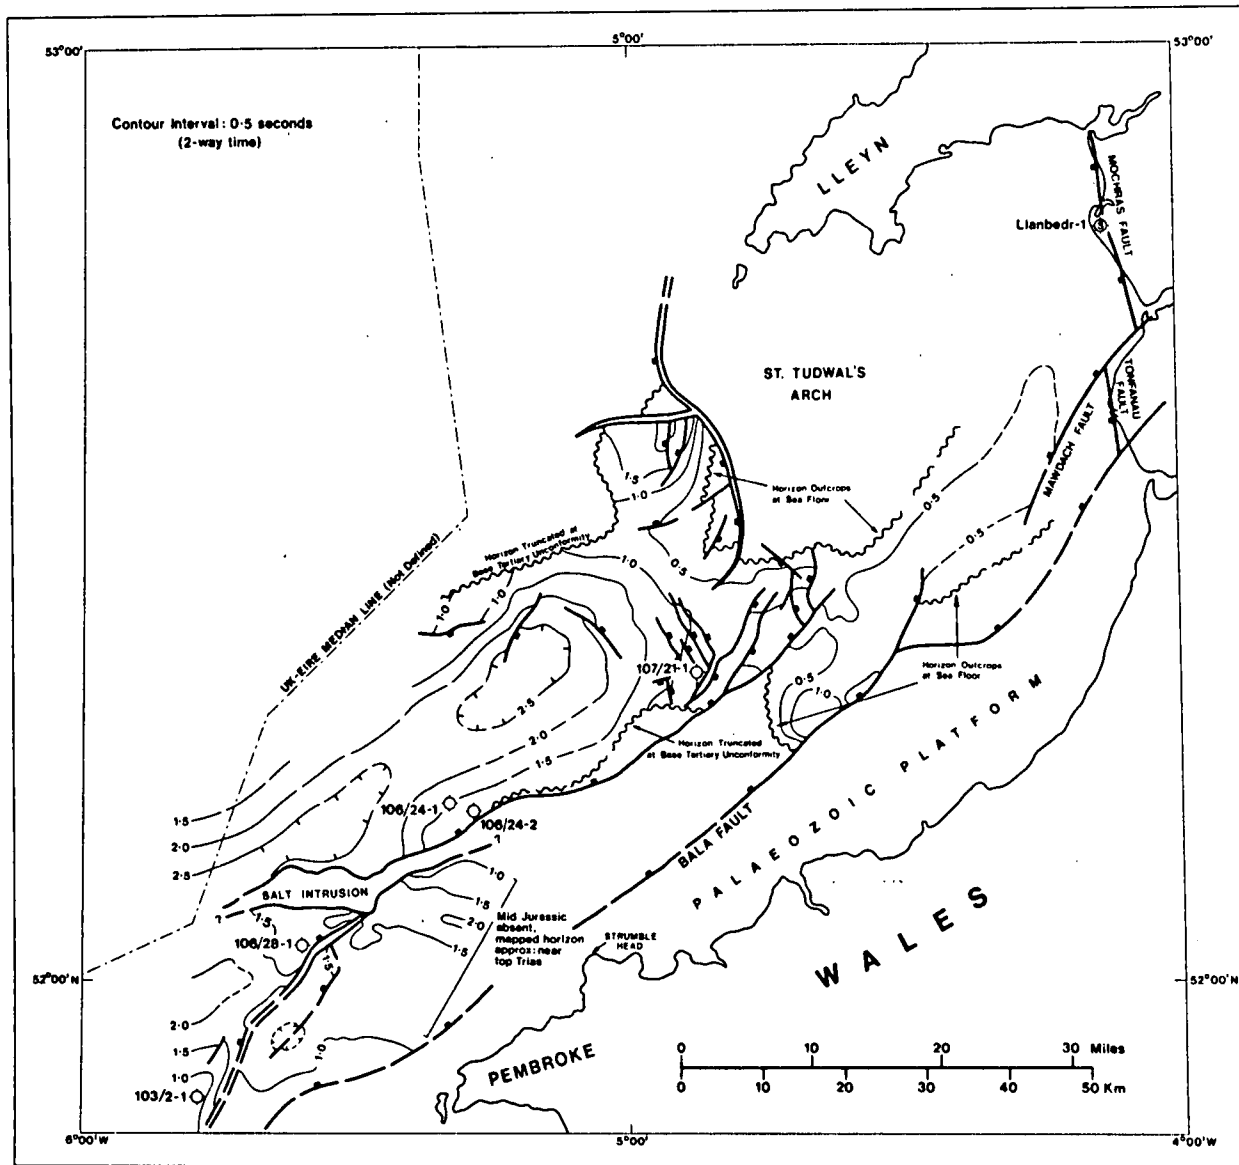 53°00'
5°00'
53°00'
Contour Interval : 0·5 seconds
(2-way time)
LLEYN
MOCHRAS FAULT
Llanbedr-1
ST. TUDWAL'S
ARCH
TONFANAU
FAULT
MAWDACH FAULT
1·5
1·0
Horizon Outcrops
at Sea Floor
0·5
0·5
Horizon Truncated at
Base Tertiary Unconformity
UK-EIRE MEDIAN LINE (Not Defined)
1·0
0·5
1·0
1·0
107/21-1
Horizon Outcrops
at Sea Floor
0·5
1·0
2·5
2·0
1·5
Horizon Truncated
at Base Tertiary Unconformity
106/24-1
106/24-2
1·5
2·0
2·5
BALA FAULT
PALAEOZOIC PLATFORM
BALT INTRUSION
1·0
1·5
2·0
1·5
Mid Jurassic
absent,
mapped horizon
approx: near
top Trias
?
?
1·5
106/28-1
1·5
STRUMBLE
HEAD
WALES
52°00'N
52°00'N
2·0
1·5
1·0
1·0
103/2-1
PEMBROKE
0 10 20 30 Miles
0 10 20 30 40 50 Km
6°00'W
5°00'
4°00'W